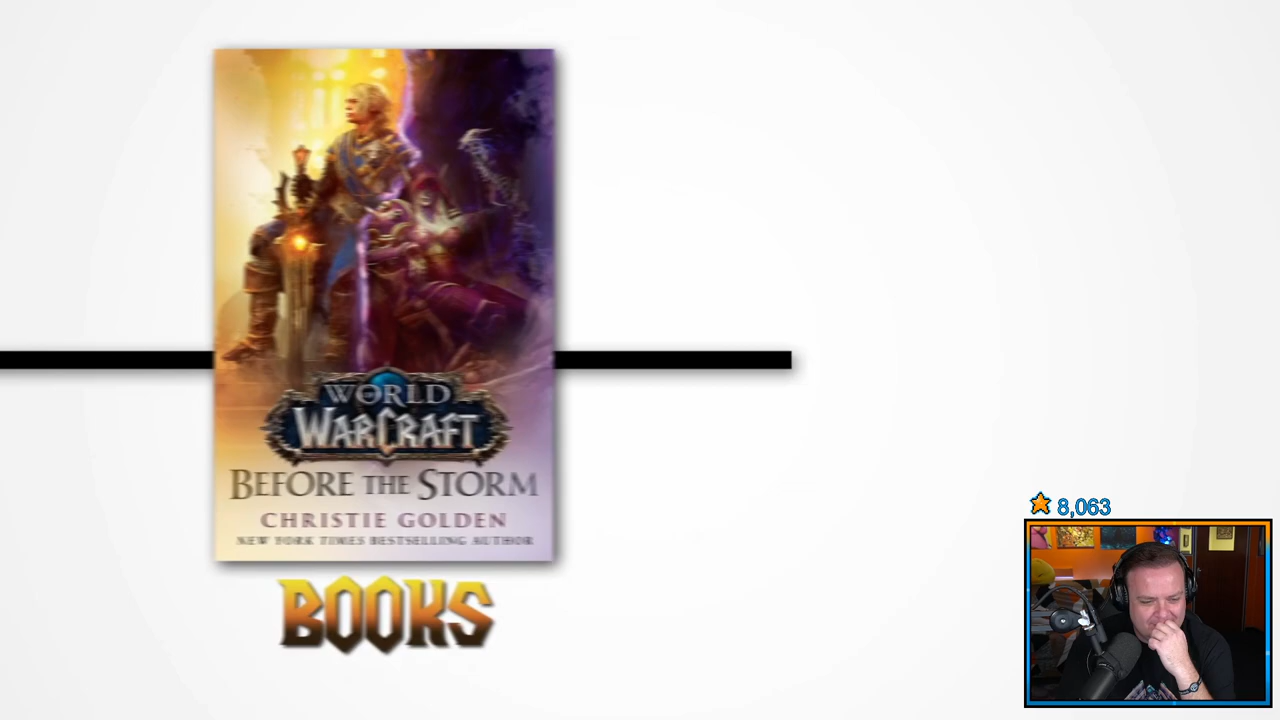 WORLD
WARCRAFT
BEFORE THE STORM
CHRISTIE GOLDEN
NEW YORK TIMES BESTSELLING AUTHOR
BOOKS
8,063